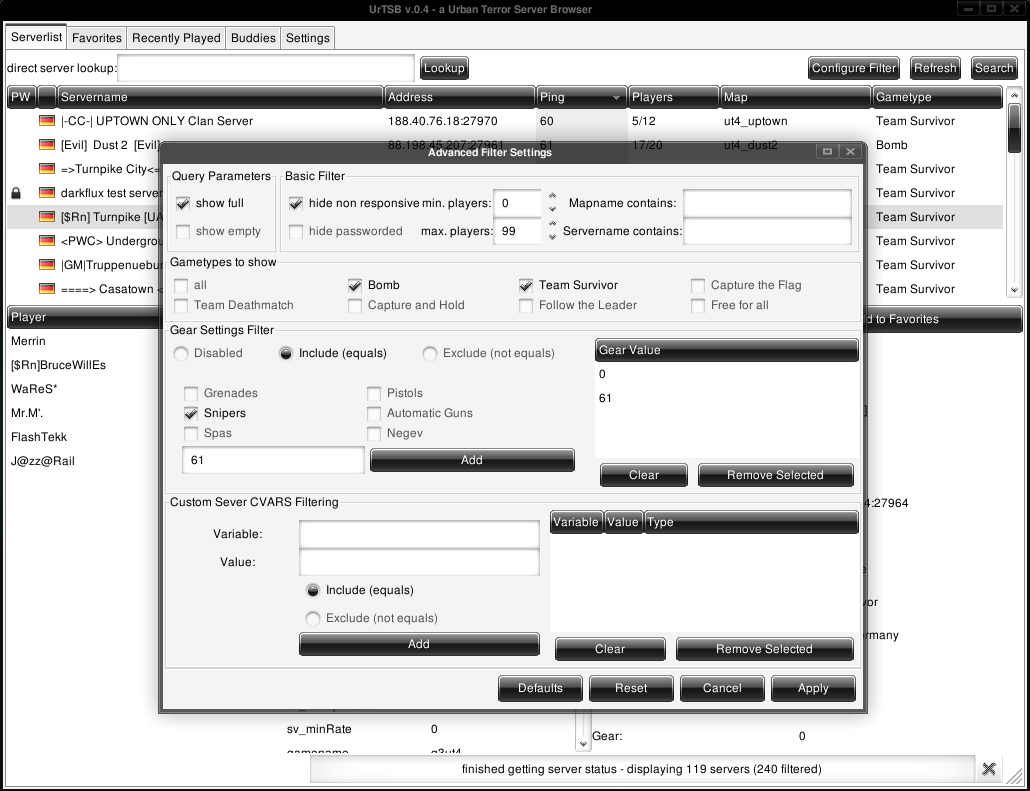 UrTSB v.0.4 - a Urban Terror Server Browser
Serverlist Favorites Recently Played Buddies Settings
direct server lookup: Lookup Configure Filter Refresh Search
PW Servername Address Ping Players Map Gametype
|-CC-| UPTOWN ONLY Clan Server 188.40.76.18:27970 60 5/12 ut4_uptown Team Survivor
[Evil] Dust 2 [Evil] 88.198.45.207:27961 61 17/20 ut4_dust2 Bomb
=>Turnpike City<= Team Survivor
darkflux test server Team Survivor
[$Rn] Turnpike [UA Team Survivor
<PWC> Undergrou Team Survivor
|GM|Truppenuebun Team Survivor
====> Casatown < Team Survivor
Player d to Favorites
Merrin
[$Rn]BruceWillEs
WaReS*
Mr.M'.
FlashTekk
J@zz@Rail
Advanced Filter Settings
Query Parameters Basic Filter
show full hide non responsive min. players: 0 Mapname contains:
show empty hide passworded max. players: 99 Servername contains:
Gametypes to show
all Bomb Team Survivor Capture the Flag
Team Deathmatch Capture and Hold Follow the Leader Free for all
Gear Settings Filter
Disabled Include (equals) Exclude (not equals) Gear Value
0
61
Grenades Pistols
Snipers Automatic Guns
Spas Negev
61 Add
Clear Remove Selected
Custom Sever CVARS Filtering
Variable: Variable Value Type
4:27964
Value:
Include (equals)
vor
Exclude (not equals)
ermany
Add Clear Remove Selected
Defaults Reset Cancel Apply
sv_minRate 0
Gear: 0
gamename q3ut4
finished getting server status - displaying 119 servers (240 filtered)